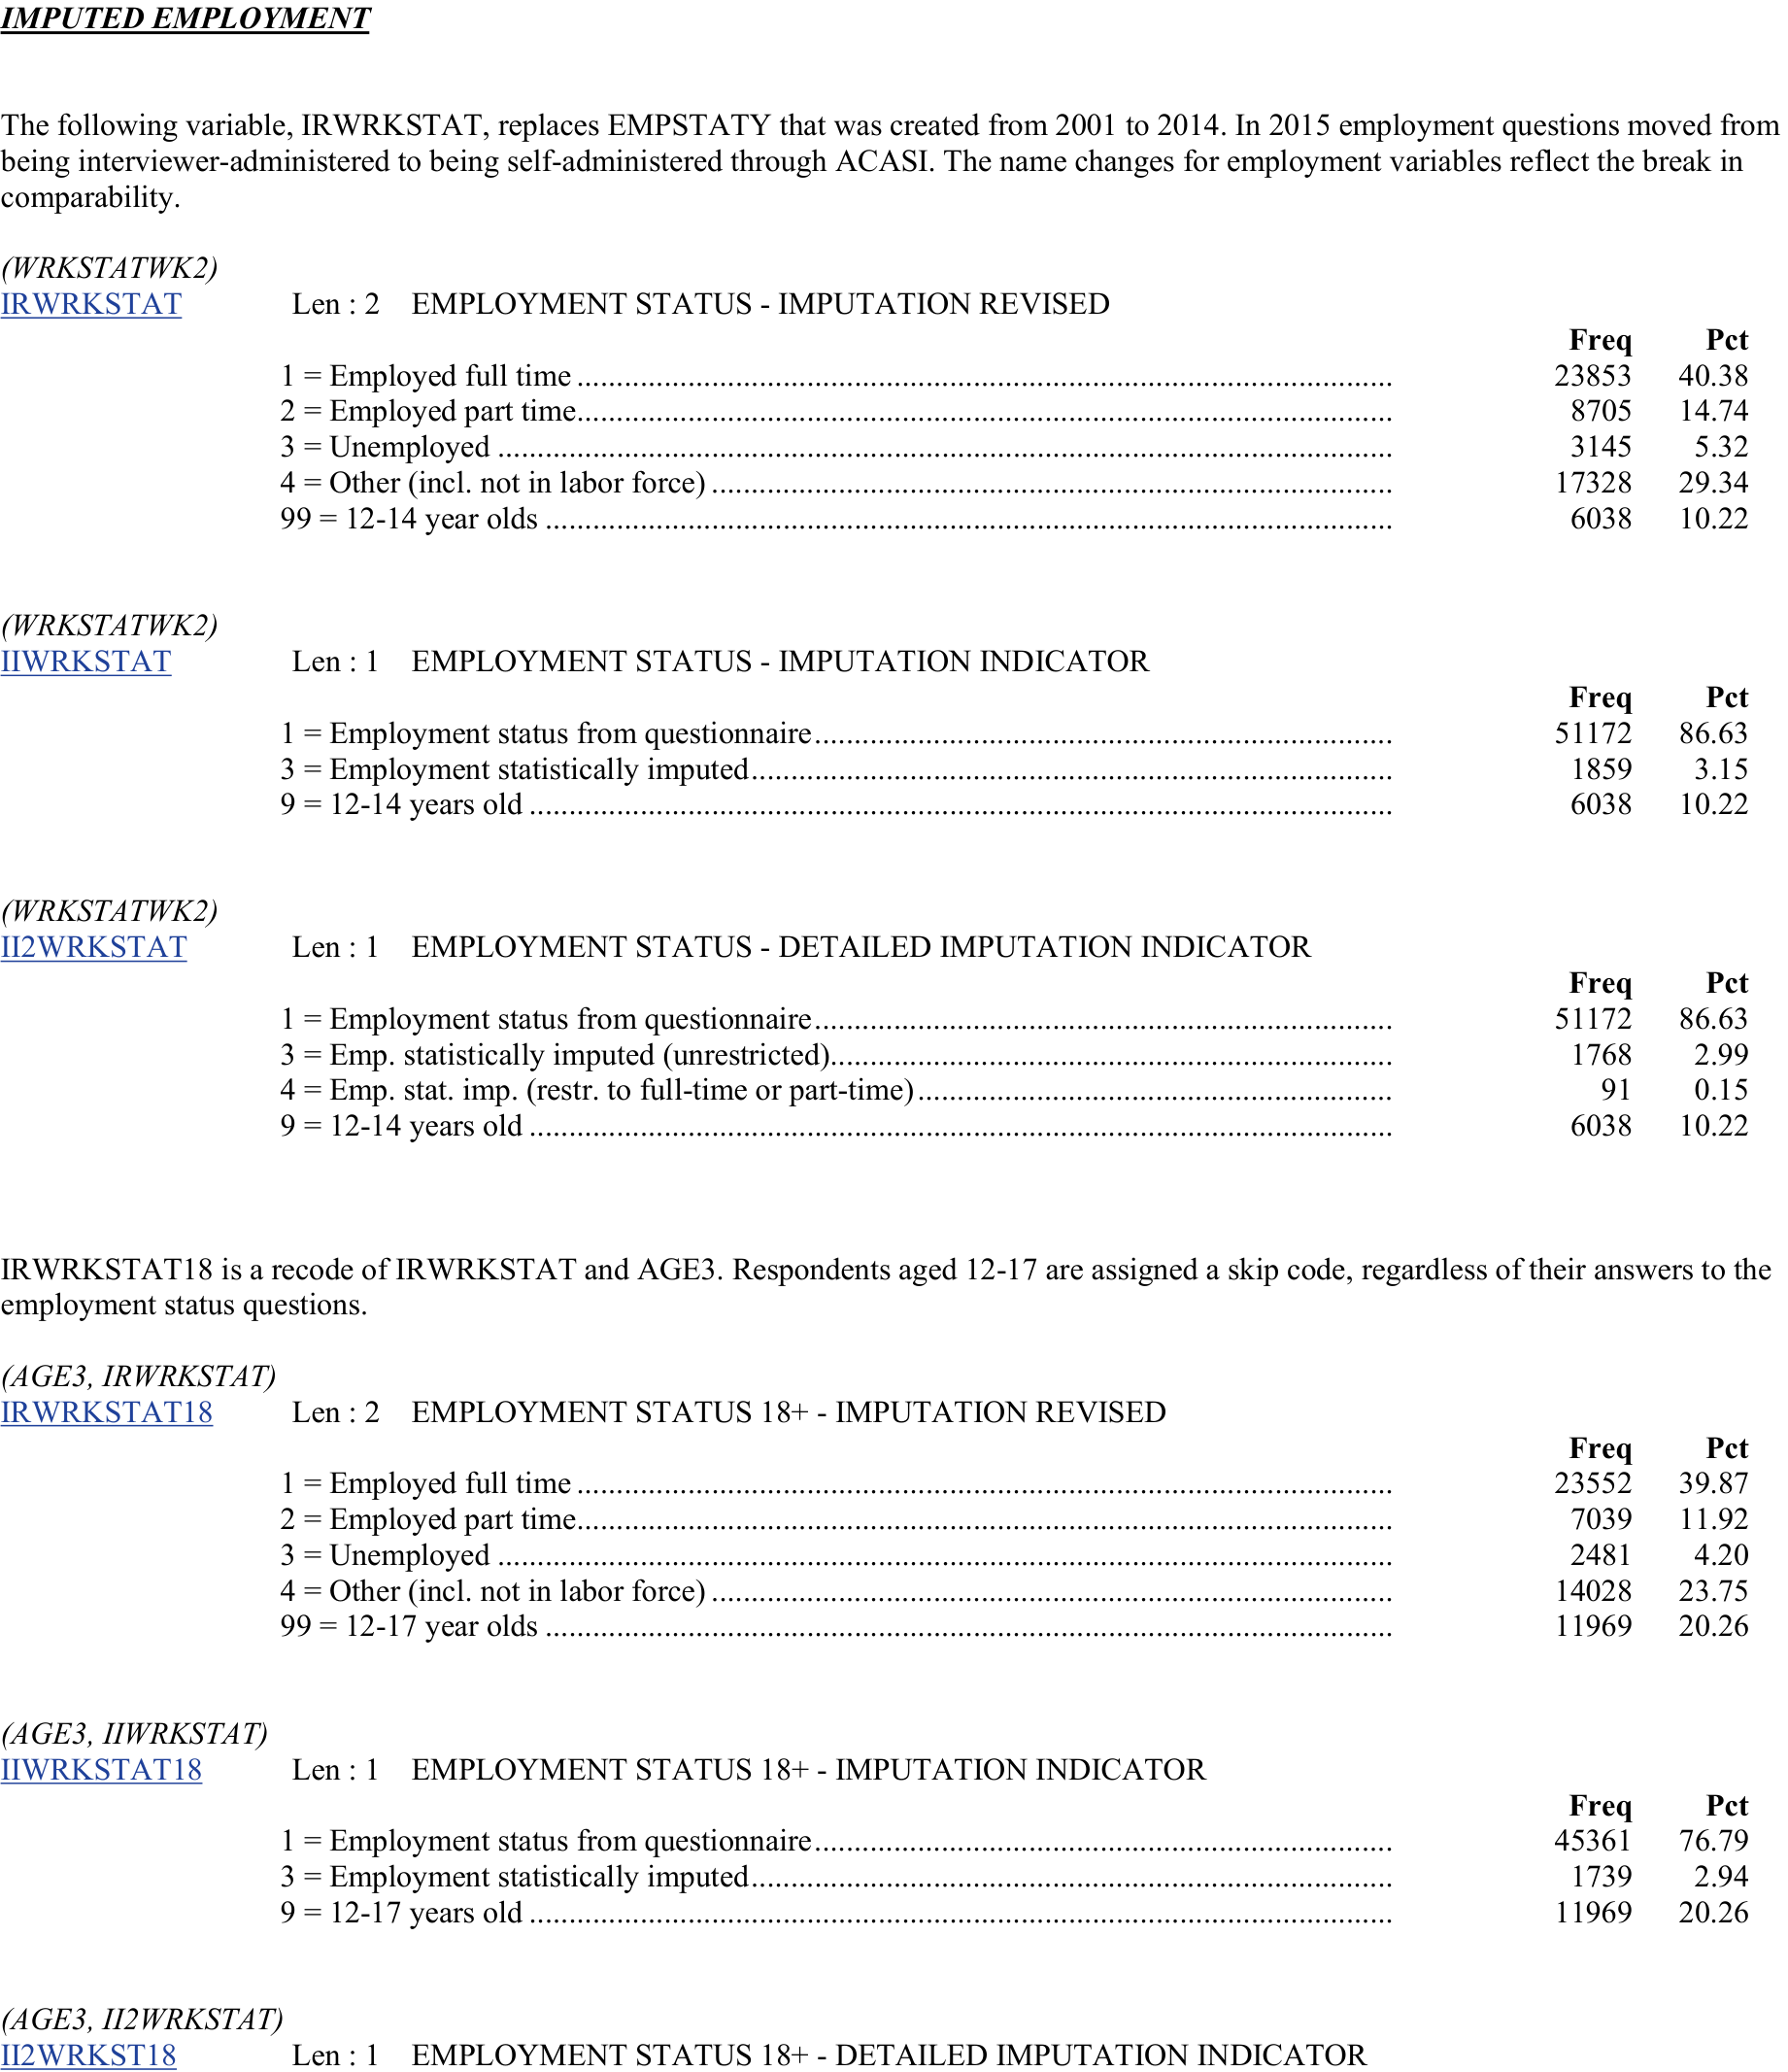 IMPUTED EMPLOYMENT
The following variable, IRWRKSTAT, replaces EMPSTATY that was created from 2001 to 2014. In 2015 employment questions moved from
being interviewer-administered to being self-administered through ACASI. The name changes for employment variables reflect the break in
comparability.
(WRKSTATWK2)
IRWRKSTAT Len : 2 EMPLOYMENT STATUS - IMPUTATION REVISED
Freq Pct
1 = Employed full time ........ 23853 40.38
2 = Employed part time ........ 8705 14.74
3 = Unemployed ........ 3145 5.32
4 = Other (incl. not in labor force) ........ 17328 29.34
99 = 12-14 year olds ........ 6038 10.22
(WRKSTATWK2)
IIWRKSTAT Len : 1 EMPLOYMENT STATUS - IMPUTATION INDICATOR
Freq Pct
1 = Employment status from questionnaire ........ 51172 86.63
3 = Employment statistically imputed ........ 1859 3.15
9 = 12-14 years old ........ 6038 10.22
(WRKSTATWK2)
II2WRKSTAT Len : 1 EMPLOYMENT STATUS - DETAILED IMPUTATION INDICATOR
Freq Pct
1 = Employment status from questionnaire ........ 51172 86.63
3 = Emp. statistically imputed (unrestricted) ........ 1768 2.99
4 = Emp. stat. imp. (restr. to full-time or part-time) ........ 91 0.15
9 = 12-14 years old ........ 6038 10.22
IRWRKSTAT18 is a recode of IRWRKSTAT and AGE3. Respondents aged 12-17 are assigned a skip code, regardless of their answers to the
employment status questions.
(AGE3, IRWRKSTAT)
IRWRKSTAT18 Len : 2 EMPLOYMENT STATUS 18+ - IMPUTATION REVISED
Freq Pct
1 = Employed full time ........ 23552 39.87
2 = Employed part time ........ 7039 11.92
3 = Unemployed ........ 2481 4.20
4 = Other (incl. not in labor force) ........ 14028 23.75
99 = 12-17 year olds ........ 11969 20.26
(AGE3, IIWRKSTAT)
IIWRKSTAT18 Len : 1 EMPLOYMENT STATUS 18+ - IMPUTATION INDICATOR
Freq Pct
1 = Employment status from questionnaire ........ 45361 76.79
3 = Employment statistically imputed ........ 1739 2.94
9 = 12-17 years old ........ 11969 20.26
(AGE3, II2WRKSTAT)
II2WRKST18 Len : 1 EMPLOYMENT STATUS 18+ - DETAILED IMPUTATION INDICATOR